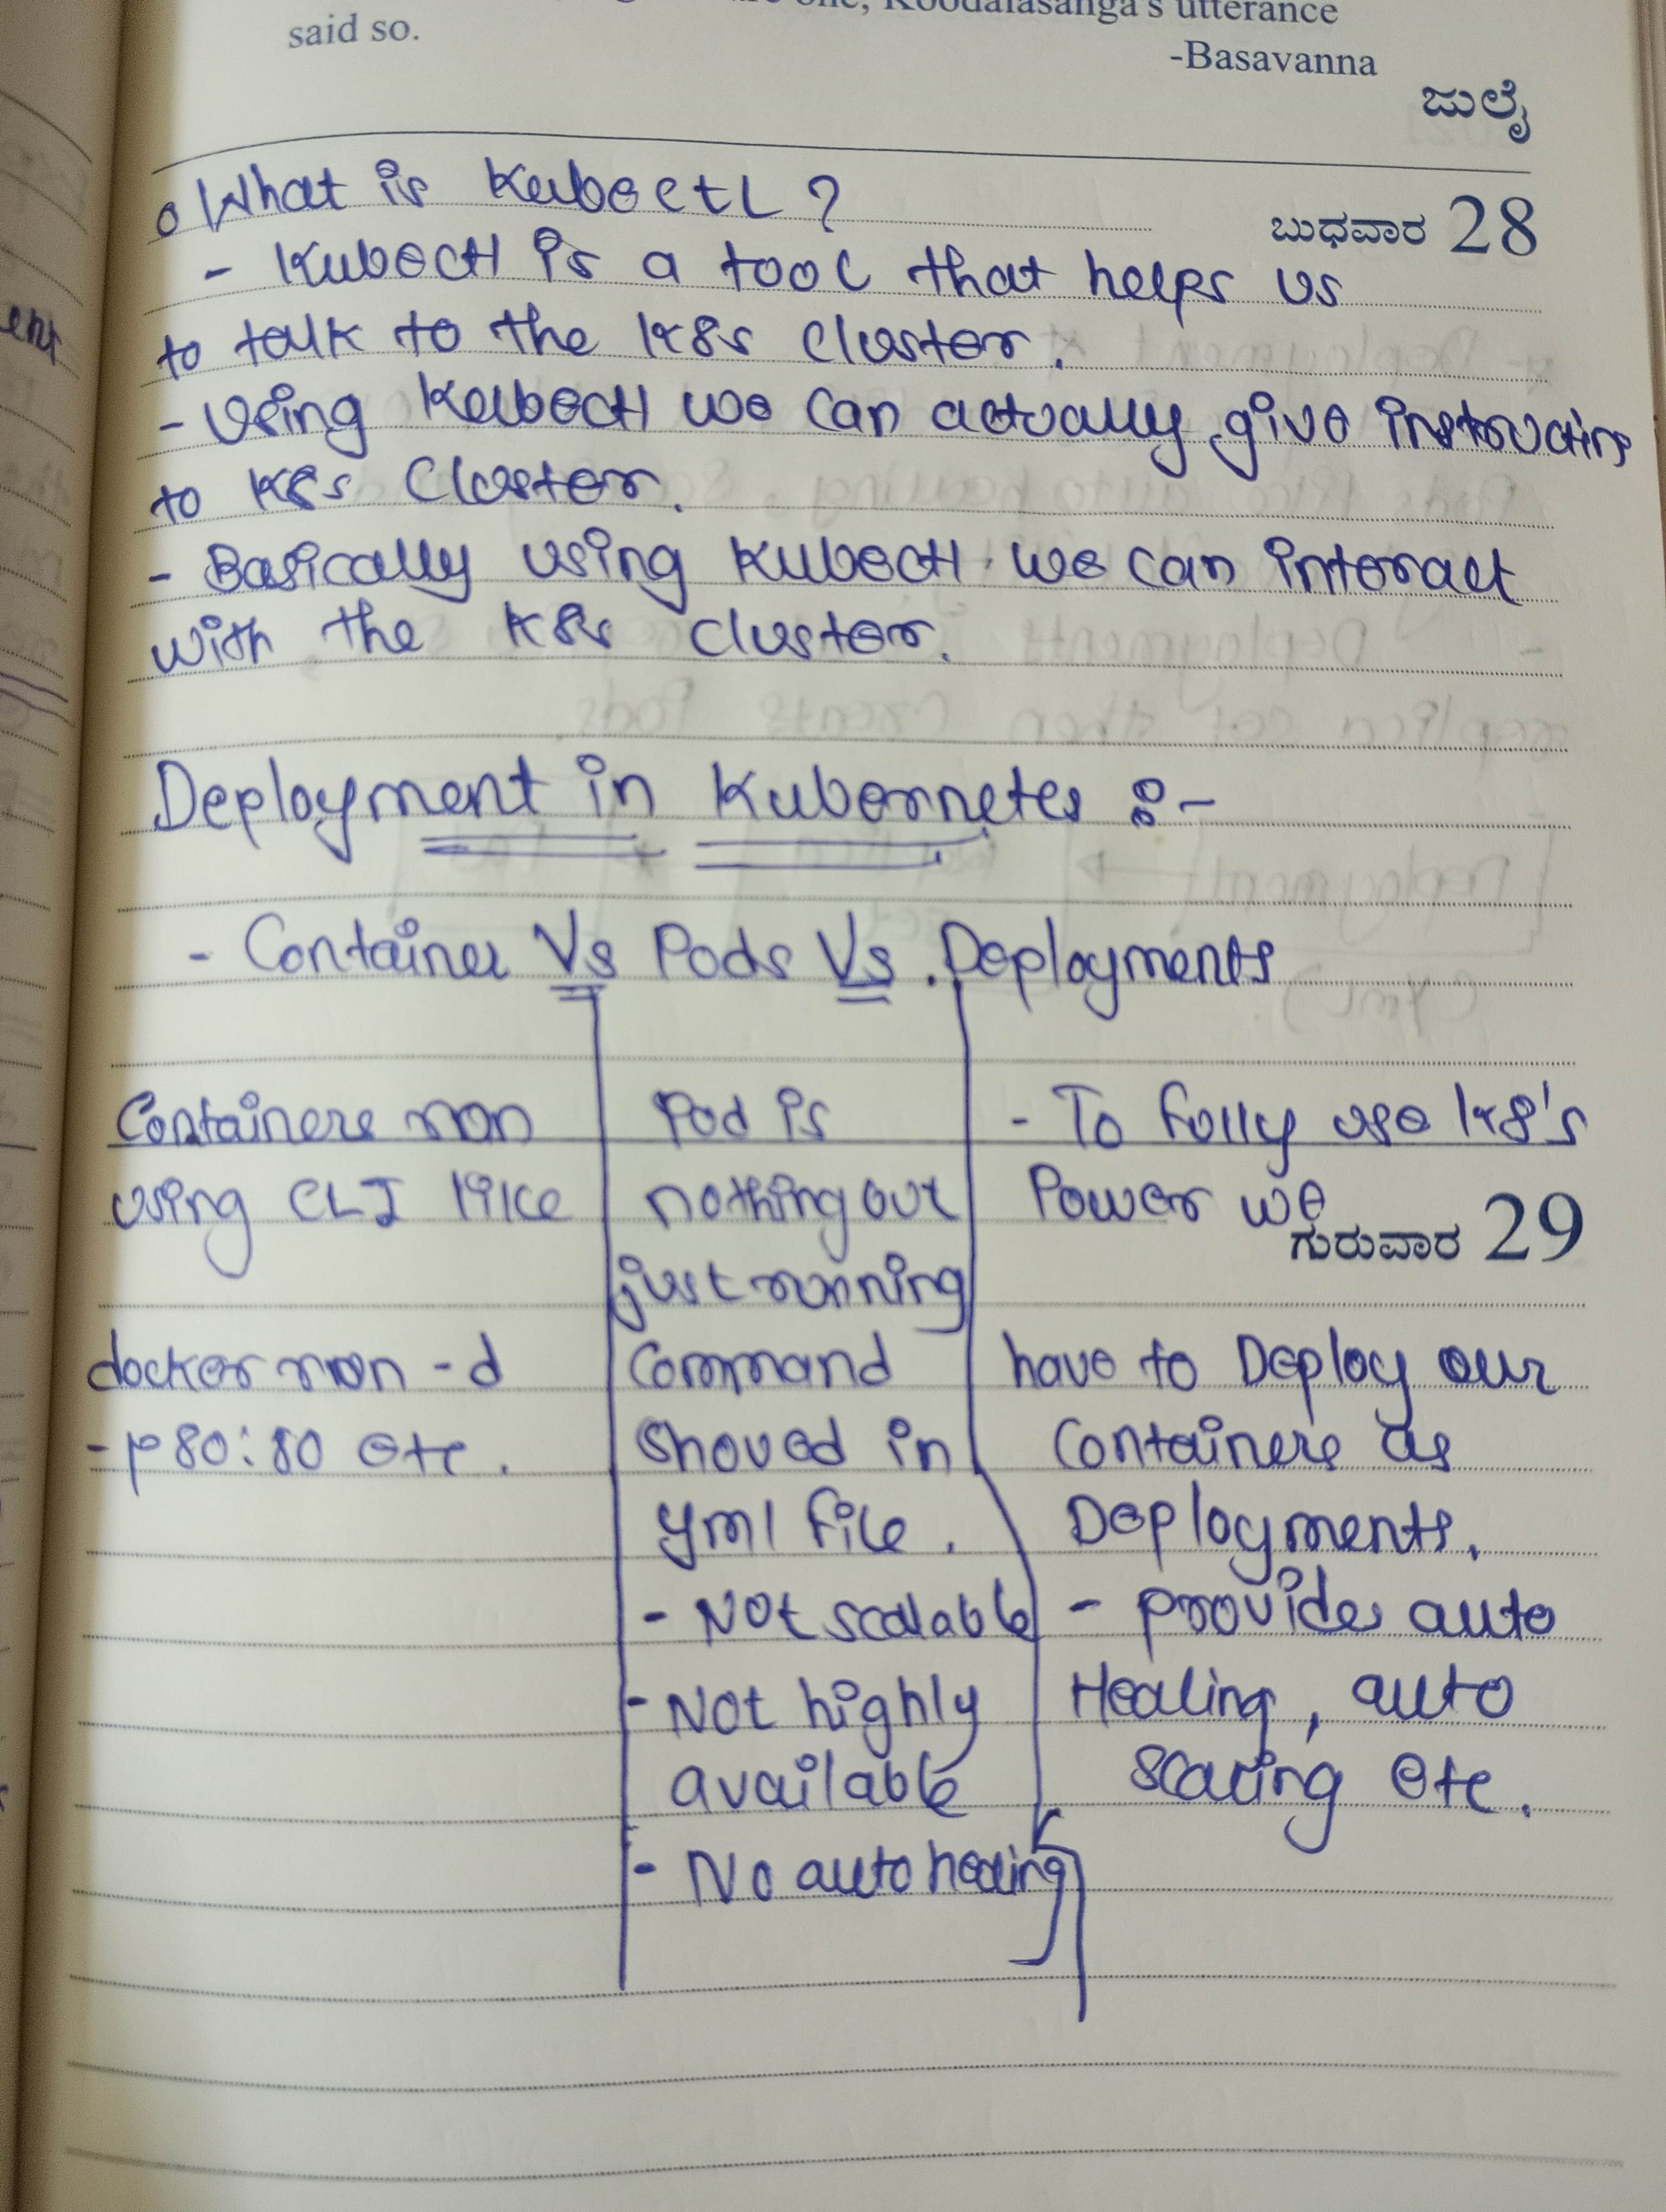 one, Koodalasanga's utterance
said so.
-Basavanna
ಜುಲೈ
o What is KubectL ?
ಬುಧವಾರ 28
- Kubectl is a tool that helps us
to talk to the k8s cluster.
- Using Kubectl we can actually give instructions
to K8s Cluster.
- Basically using Kubectl we can interact
with the K8s cluster.
Deployment in Kubernetes :-
- Container Vs Pods Vs Deployments
Containers run
using CLI like
docker run -d
-p 80:80 etc.
Pod is
nothing but
just running
Command
shoved in
yml file.
- Not scalable
- Not highly
available
- No auto healing
- To fully use k8's
Power we
ಗುರುವಾರ 29
have to Deploy our
Containers as
Deployments.
- provides auto
Healing, auto
scaling etc.